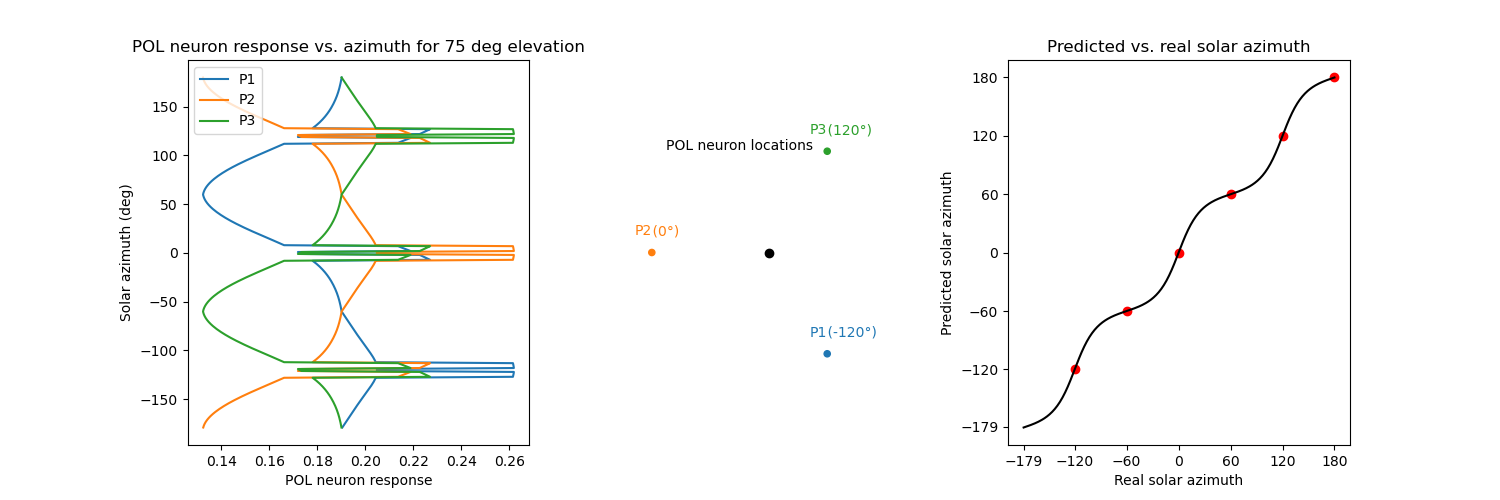 POL neuron response vs. azimuth for 75 deg elevation
P1
P2
P3
150
100
50
0
−50
−100
−150
Solar azimuth (deg)
0.14 0.16 0.18 0.20 0.22 0.24 0.26
POL neuron response
P3(120°)
POL neuron locations
P2(0°)
P1(-120°)
Predicted vs. real solar azimuth
180
120
60
0
−60
−120
−179
Predicted solar azimuth
−179 −120 −60 0 60 120 180
Real solar azimuth